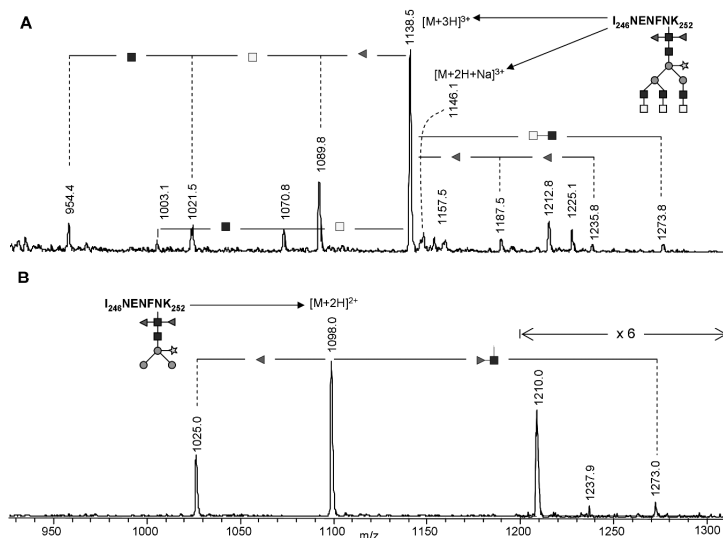 A
[M+3H]3+
I246NENFNK252
1138.5
[M+2H+Na]3+
1146.1
1089.8
954.4
1003.1
1021.5
1070.8
1157.5
1187.5
1212.8
1225.1
1235.8
1273.8
B
I246NENFNK252
[M+2H]2+
1098.0
x 6
1025.0
1210.0
1237.9
1273.0
950
1000
1050
1100
1150
1200
1250
1300
m/z